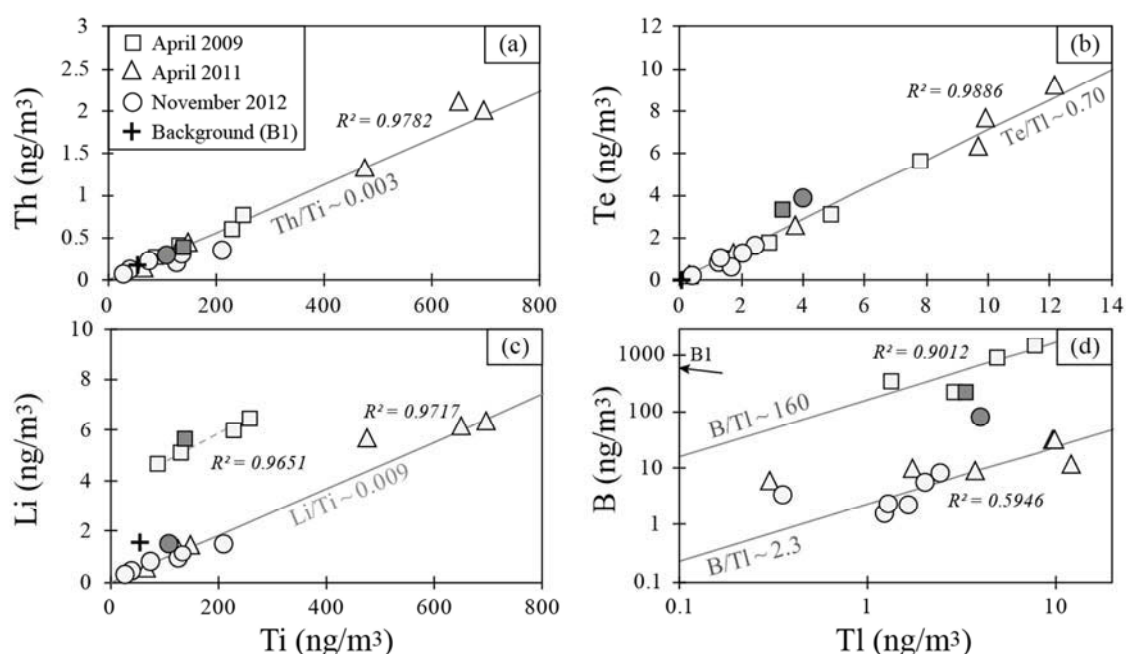 3
2.5
2
1.5
1
0.5
0
Th (ng/m³)
April 2009
April 2011
November 2012
Background (B1)
(a)
R² = 0.9782
Th/Ti ~ 0.003
0 200 400 600 800
12
10
8
6
4
2
0
Te (ng/m³)
(b)
R² = 0.9886
Te/Tl ~ 0.70
0 2 4 6 8 10 12 14
10
8
6
4
2
0
Li (ng/m³)
(c)
R² = 0.9717
R² = 0.9651
Li/Ti ~ 0.009
0 200 400 600 800
Ti (ng/m³)
1000
100
10
1
0.1
B (ng/m³)
B1
(d)
R² = 0.9012
B/Tl ~ 160
R² = 0.5946
B/Tl ~ 2.3
0.1 1 10
Tl (ng/m³)